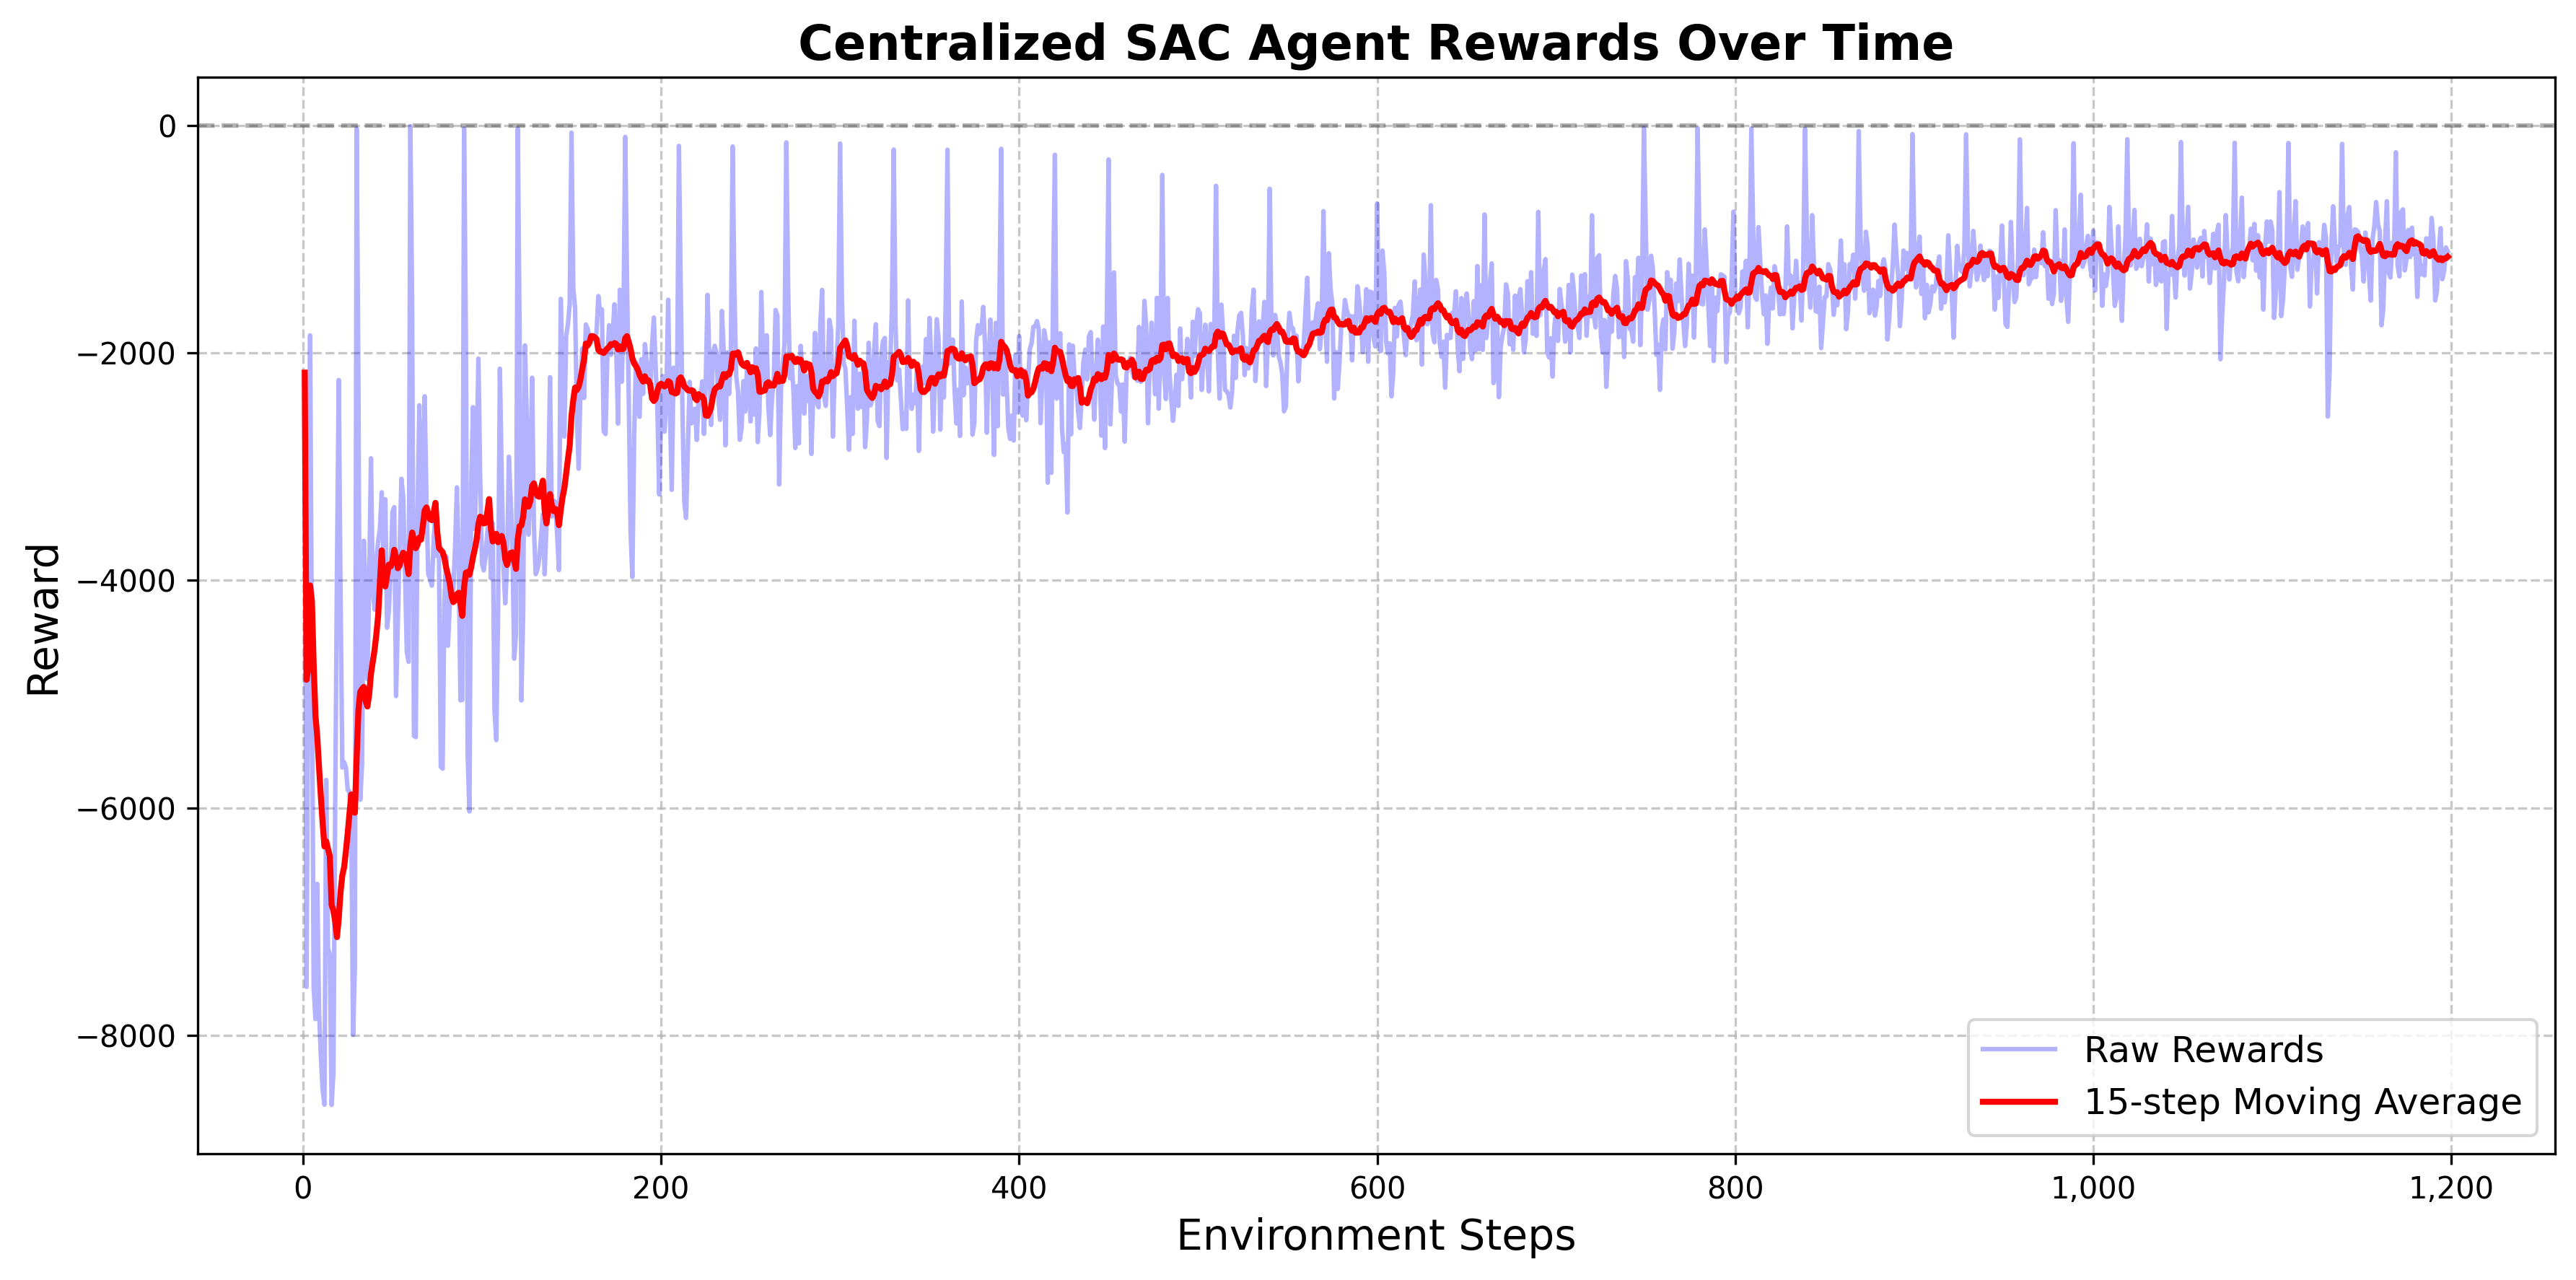 Centralized SAC Agent Rewards Over Time
0
−2000
−4000
−6000
−8000
Reward
0
200
400
600
800
1,000
1,200
Environment Steps
Raw Rewards
15-step Moving Average